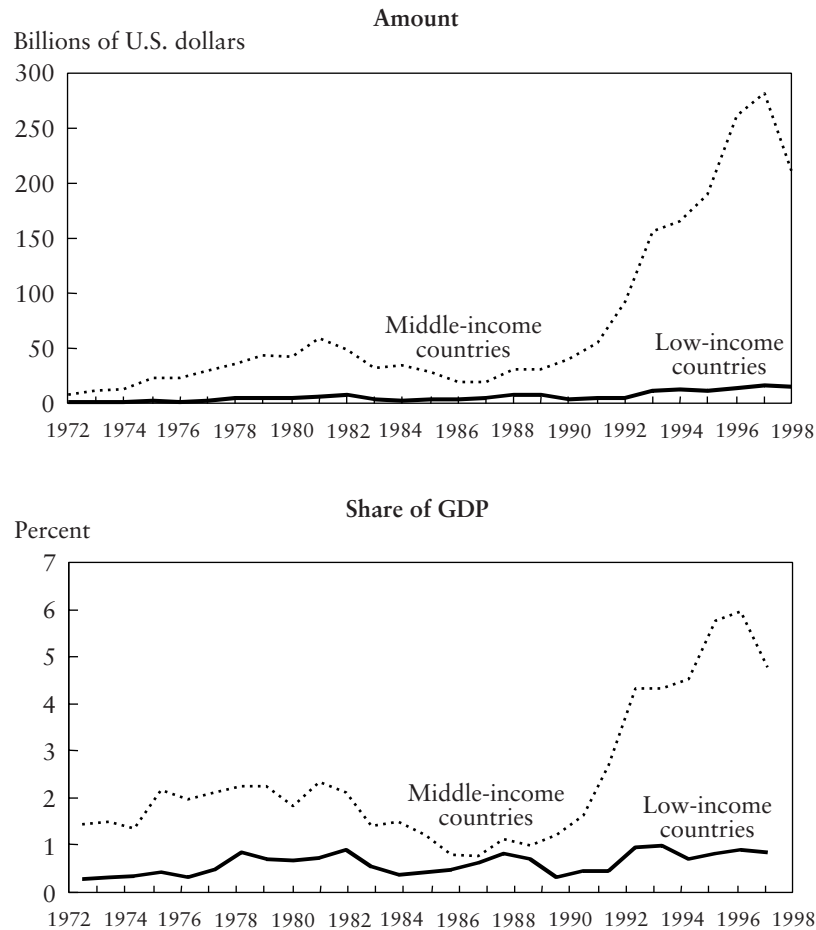 Amount
Billions of U.S. dollars
300
250
200
150
100
50
0
Middle-income
countries
Low-income
countries
1972 1974 1976 1978 1980 1982 1984 1986 1988 1990 1992 1994 1996 1998
Share of GDP
Percent
7
6
5
4
3
2
1
0
Middle-income
countries
Low-income
countries
1972 1974 1976 1978 1980 1982 1984 1986 1988 1990 1992 1994 1996 1998